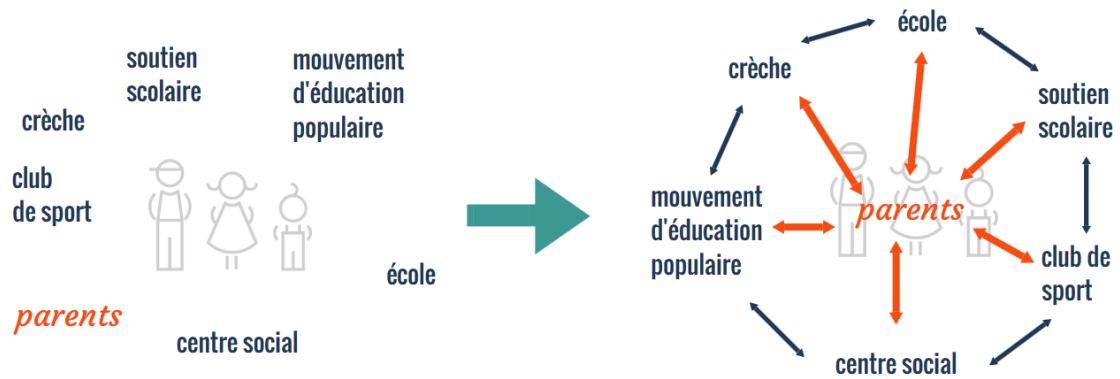 soutien
scolaire
mouvement
d'éducation
populaire
crèche
club
de sport
école
parents
centre social
école
crèche
soutien
scolaire
mouvement
d'éducation
populaire
parents
club de
sport
centre social